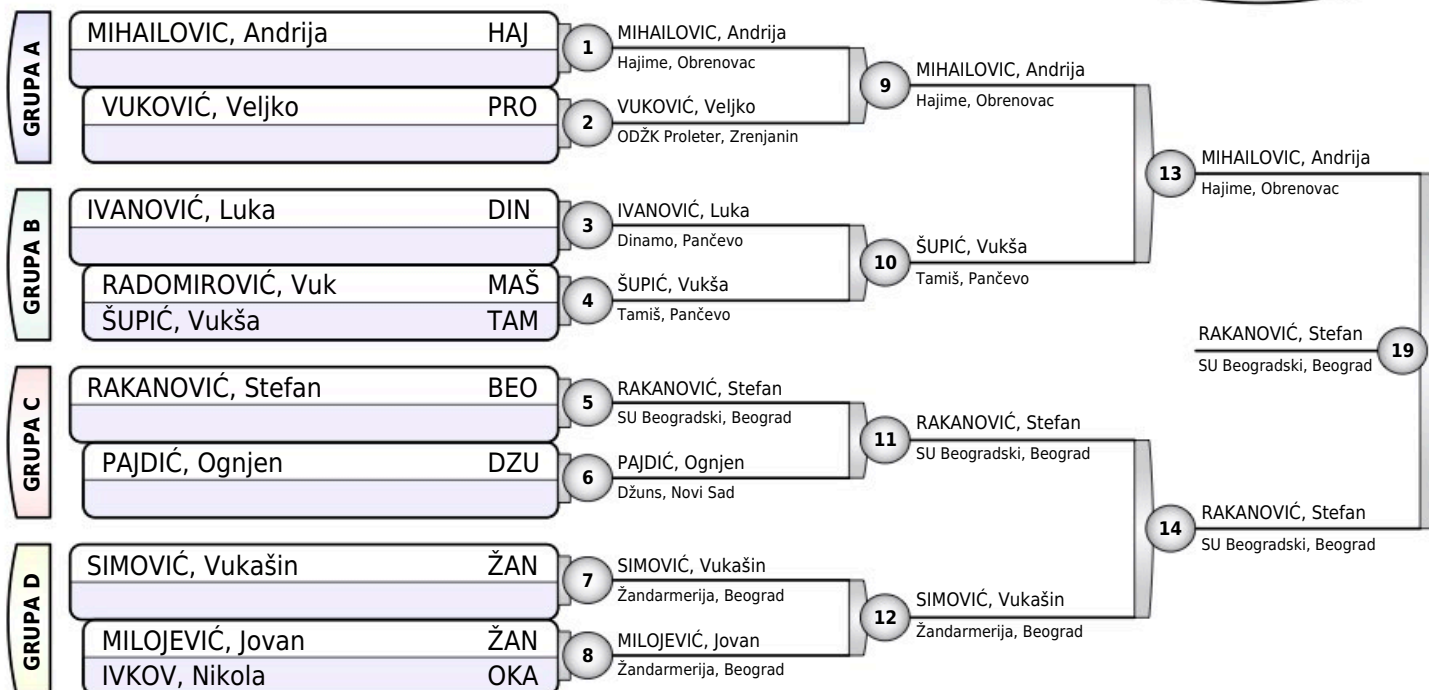 GRUPA A
MIHAILOVIC, Andrija HAJ
VUKOVIĆ, Veljko PRO
1
MIHAILOVIC, Andrija
Hajime, Obrenovac
2
VUKOVIĆ, Veljko
ODŽK Proleter, Zrenjanin
9
MIHAILOVIC, Andrija
Hajime, Obrenovac
GRUPA B
IVANOVIĆ, Luka DIN
RADOMIROVIĆ, Vuk MAŠ
ŠUPIĆ, Vukša TAM
3
IVANOVIĆ, Luka
Dinamo, Pančevo
4
ŠUPIĆ, Vukša
Tamiš, Pančevo
10
ŠUPIĆ, Vukša
Tamiš, Pančevo
13
MIHAILOVIC, Andrija
Hajime, Obrenovac
GRUPA C
RAKANOVIĆ, Stefan BEO
PAJDIĆ, Ognjen DZU
5
RAKANOVIĆ, Stefan
SU Beogradski, Beograd
6
PAJDIĆ, Ognjen
Džuns, Novi Sad
11
RAKANOVIĆ, Stefan
SU Beogradski, Beograd
GRUPA D
SIMOVIĆ, Vukašin ŽAN
MILOJEVIĆ, Jovan ŽAN
IVKOV, Nikola OKA
7
SIMOVIĆ, Vukašin
Žandarmerija, Beograd
8
MILOJEVIĆ, Jovan
Žandarmerija, Beograd
12
SIMOVIĆ, Vukašin
Žandarmerija, Beograd
14
RAKANOVIĆ, Stefan
SU Beogradski, Beograd
RAKANOVIĆ, Stefan
SU Beogradski, Beograd
19